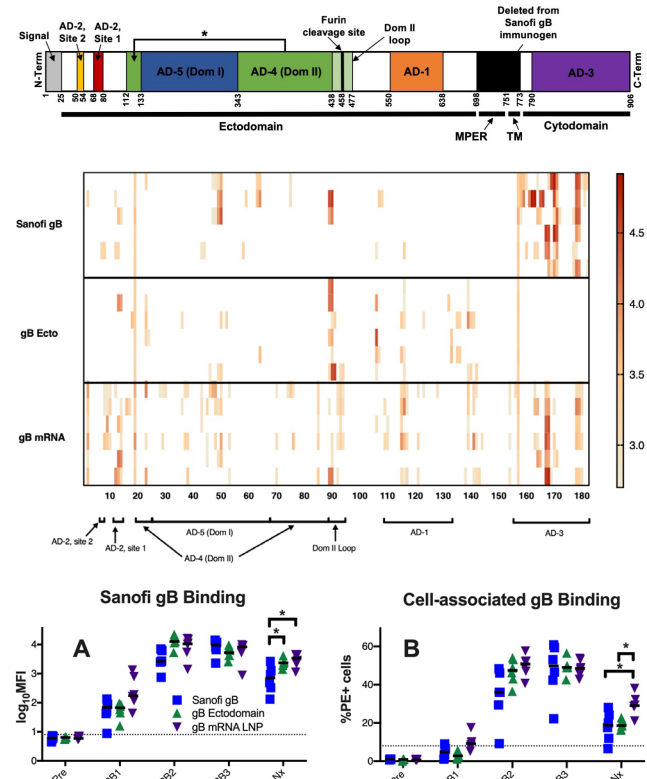 Signal
AD-2, Site 2
AD-2, Site 1
*
Furin cleavage site
Dom II loop
Deleted from Sanofi gB immunogen
N-Term
AD-5 (Dom I)
AD-4 (Dom II)
AD-1
AD-3
C-Term
1 25 50 54 68 80 112 133 343 438 458 477 550 638 698 751 773 790 906
Ectodomain
MPER
TM
Cytodomain
Sanofi gB
gB Ecto
gB mRNA
4.5
4.0
3.5
3.0
10 20 30 40 50 60 70 80 90 100 110 120 130 140 150 160 170 180
AD-2, site 2
AD-2, site 1
AD-5 (Dom I)
AD-4 (Dom II)
Dom II Loop
AD-1
AD-3
Sanofi gB Binding
A
log10MFI
4
3
2
1
0
* *
Sanofi gB
gB Ectodomain
gB mRNA LNP
Cell-associated gB Binding
B
%PE+ cells
60
40
20
0
* *
Nx
Nx